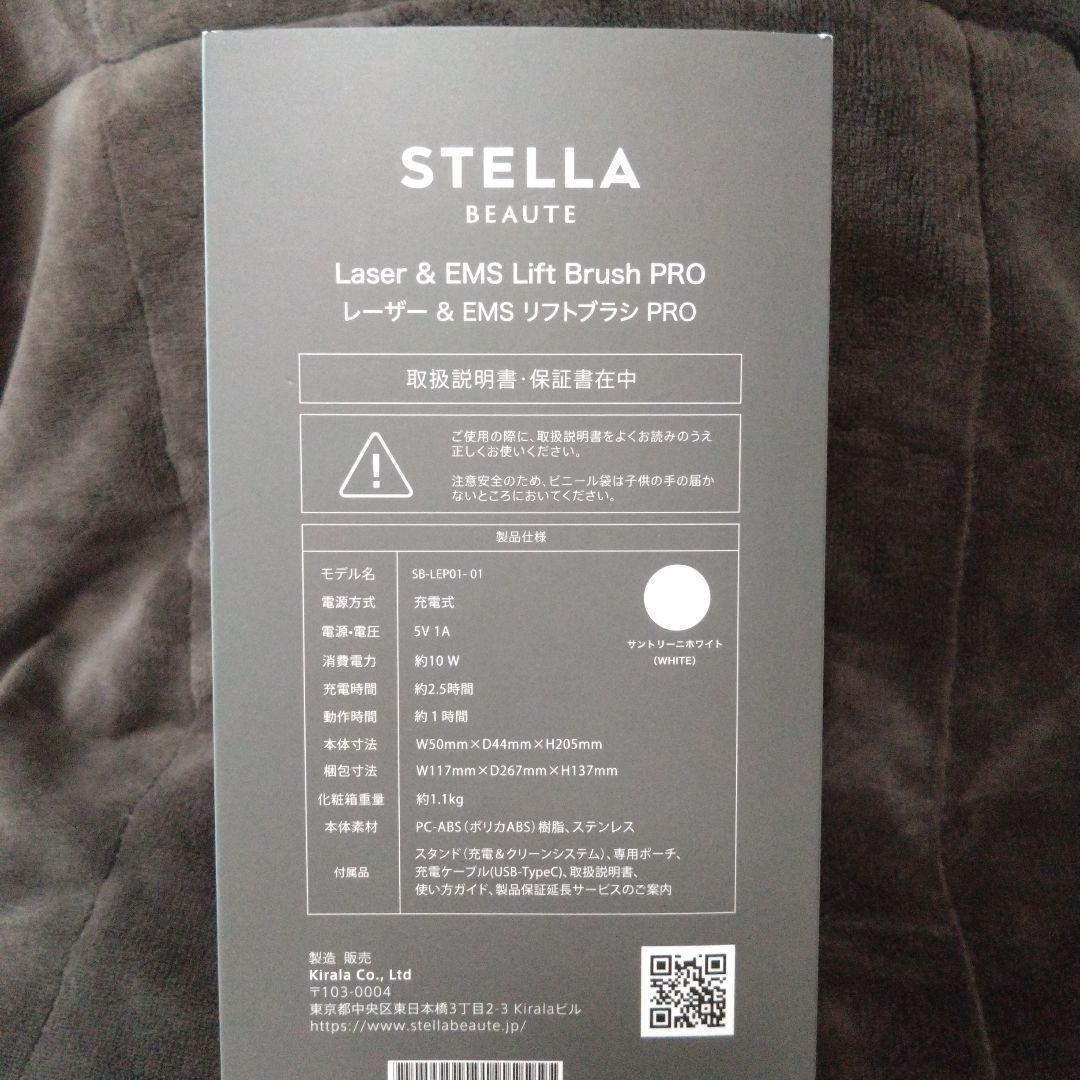 STELLA
BEAUTE
Laser & EMS Lift Brush PRO
レーザー & EMS リフトブラシ PRO
取扱説明書・保証書在中
ご使用の際に、取扱説明書をよくお読みのうえ
正しくお使いください。
注意安全のため、ビニール袋は子供の手の届か
ないところにおいてください。
製品仕様
モデル名 SB-LEP01-01
電源方式 充電式
電源・電圧 5V 1A
消費電力 約10 W
充電時間 約2.5時間
動作時間 約1時間
本体寸法 W50mm×D44mm×H205mm
梱包寸法 W117mm×D267mm×H137mm
化粧箱重量 約1.1kg
本体素材 PC-ABS(ポリカABS)樹脂、ステンレス
付属品 スタンド(充電&クリーンシステム)、専用ポーチ、
充電ケーブル(USB-TypeC)、取扱説明書、
使い方ガイド、製品保証延長サービスのご案内
サントリーニホワイト
(WHITE)
製造 販売
Kirala Co., Ltd
〒103-0004
東京都中央区東日本橋3丁目2-3 Kiralaビル
https://www.stellabeaute.jp/